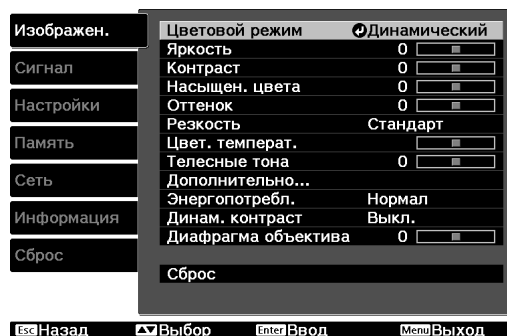 Изображен.
Сигнал
Настройки
Память
Сеть
Информация
Сброс
Цветовой режим Динамический
Яркость 0
Контраст 0
Насыщен. цвета 0
Оттенок 0
Резкость Стандарт
Цвет. температ.
Телесные тона 0
Дополнительно...
Энергопотребл. Нормал
Динам. контраст Выкл.
Диафрагма объектива 0
Сброс
Esc Назад Выбор Enter Ввод Menu Выход